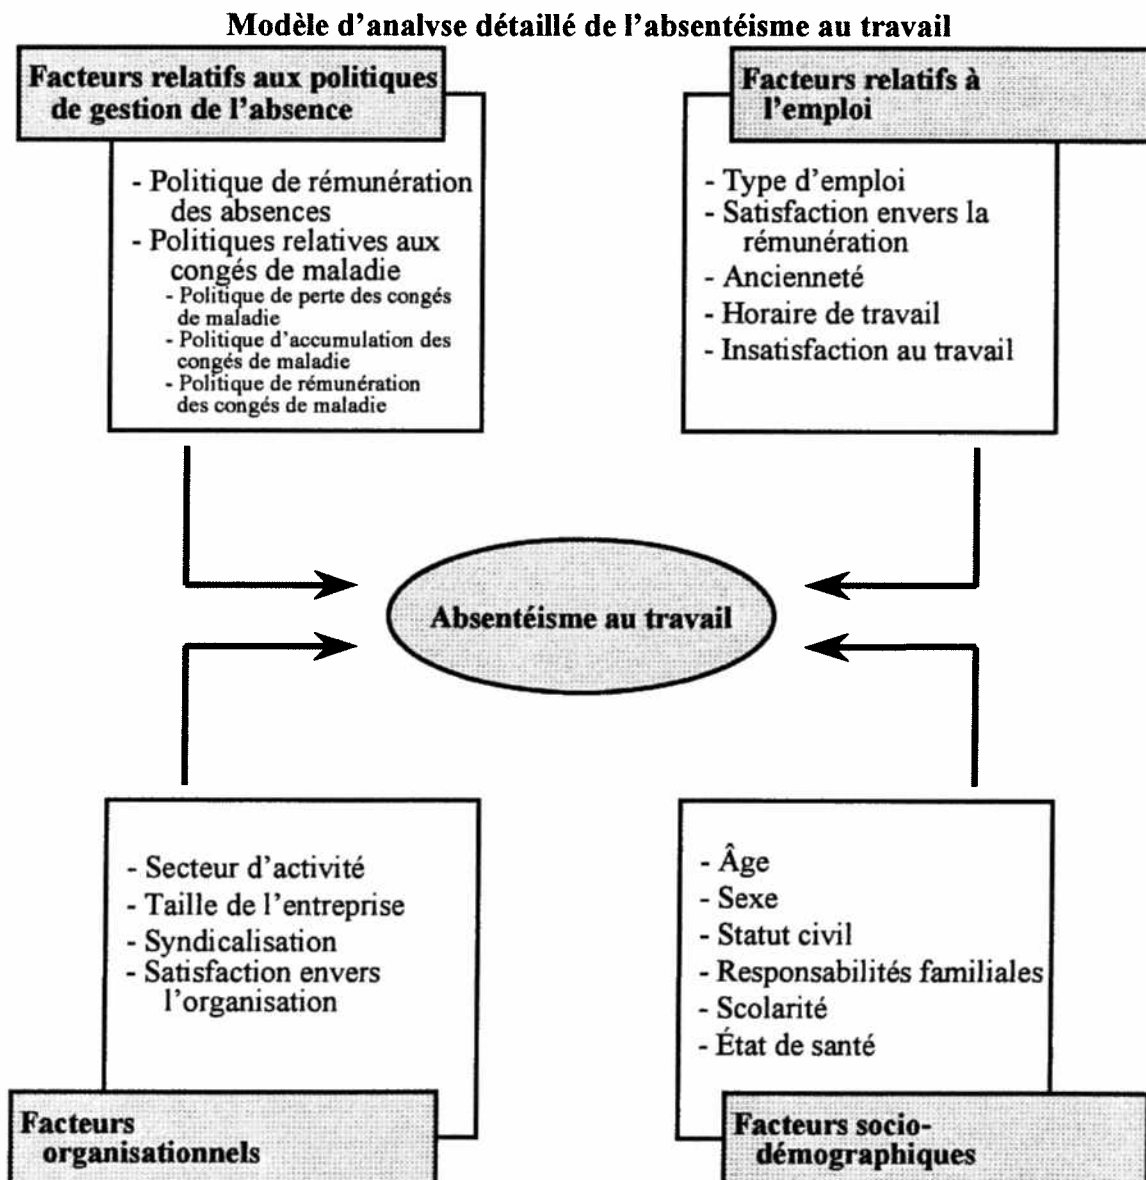 Modèle d'analyse détaillé de l'absentéisme au travail
Facteurs relatifs aux politiques
de gestion de l'absence
- Politique de rémunération
des absences
- Politiques relatives aux
congés de maladie
- Politique de perte des congés
de maladie
- Politique d'accumulation des
congés de maladie
- Politique de rémunération
des congés de maladie
Facteurs relatifs à
l'emploi
- Type d'emploi
- Satisfaction envers la
rémunération
- Ancienneté
- Horaire de travail
- Insatisfaction au travail
Absentéisme au travail
- Secteur d'activité
- Taille de l'entreprise
- Syndicalisation
- Satisfaction envers
l'organisation
Facteurs
organisationnels
- Âge
- Sexe
- Statut civil
- Responsabilités familiales
- Scolarité
- État de santé
Facteurs socio-
démographiques